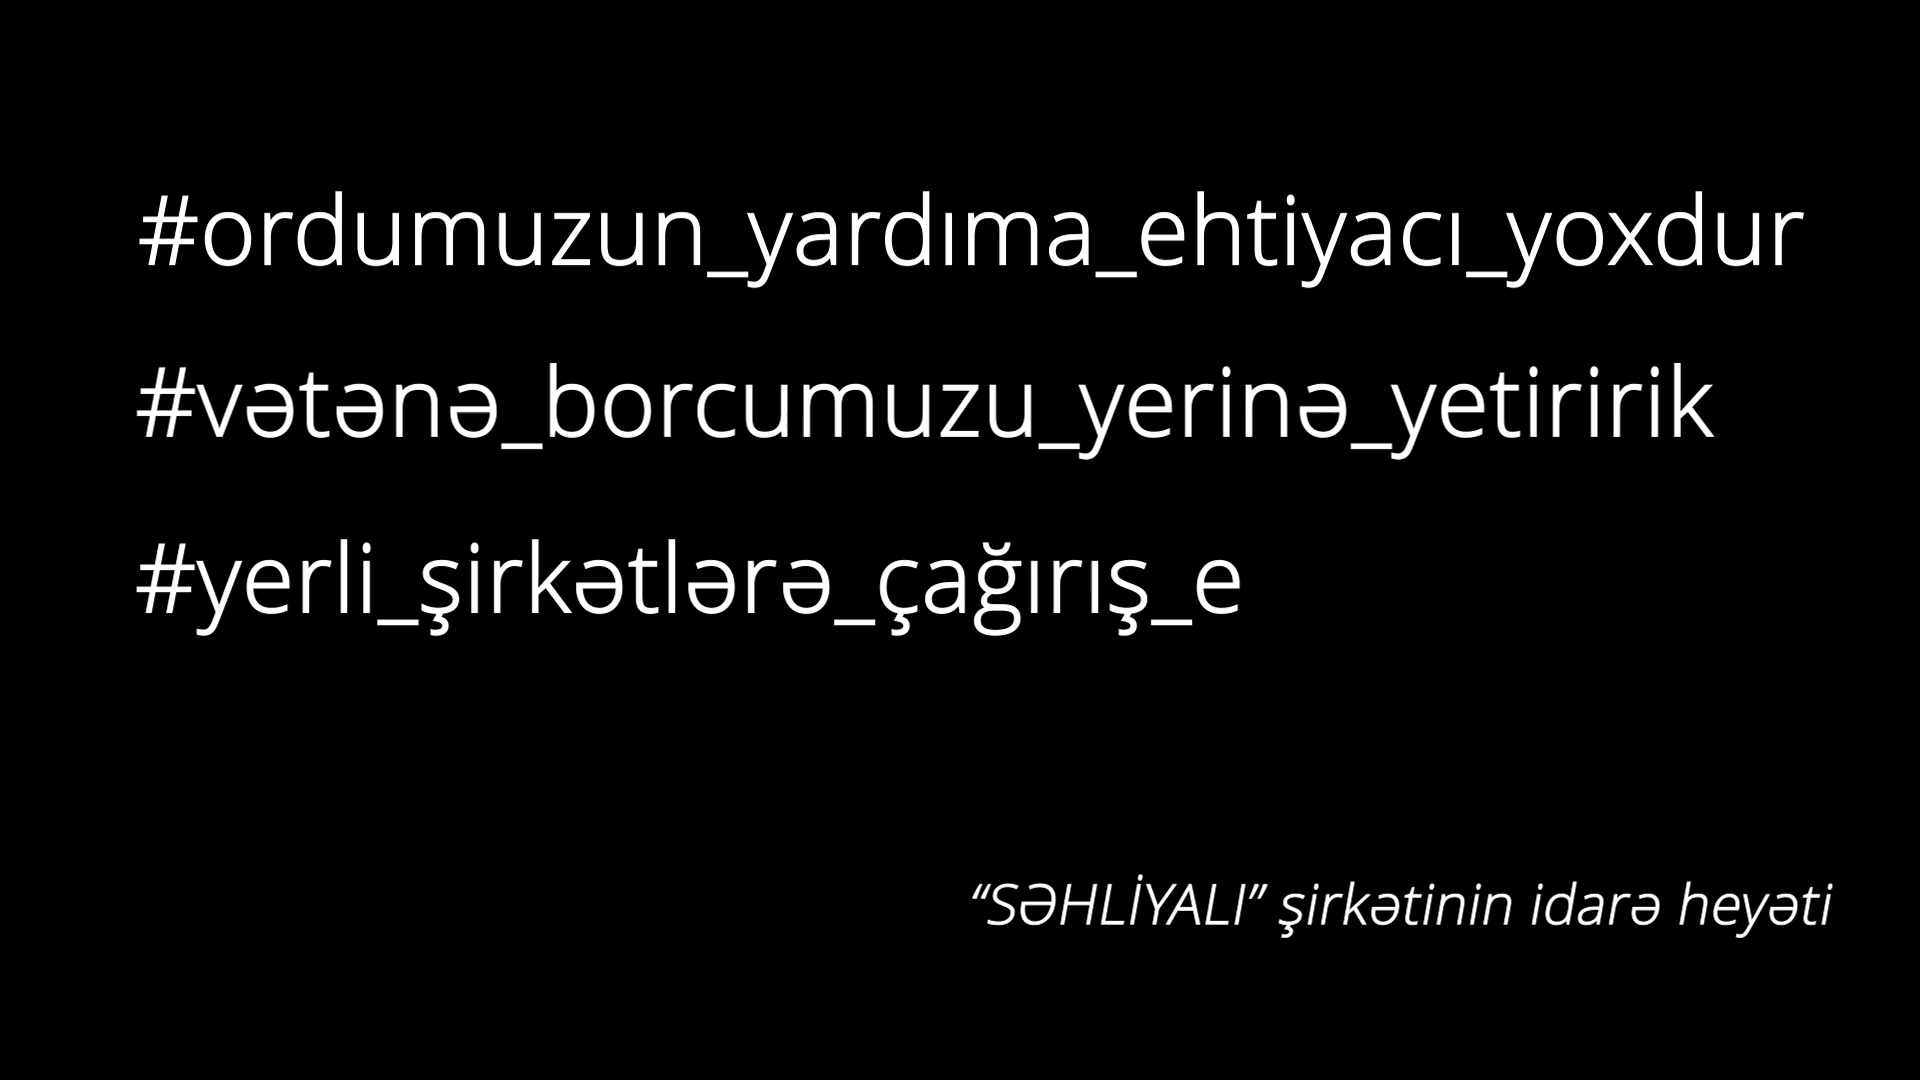 #ordumuzun_yardıma_ehtiyacı_yoxdur
#vətənə_borcumuzu_yerinə_yetiririk
#yerli_şirkətlərə_çağırış_e
“SƏHLİYALI” şirkətinin idarə heyəti